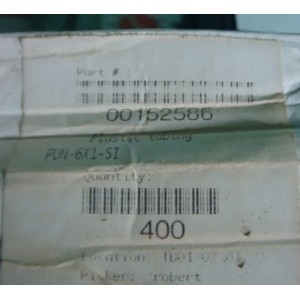 Part # :
00152586
Plastic tubing
PUN-6X1-SI
Quantity:
400
Location:
Picker: robert